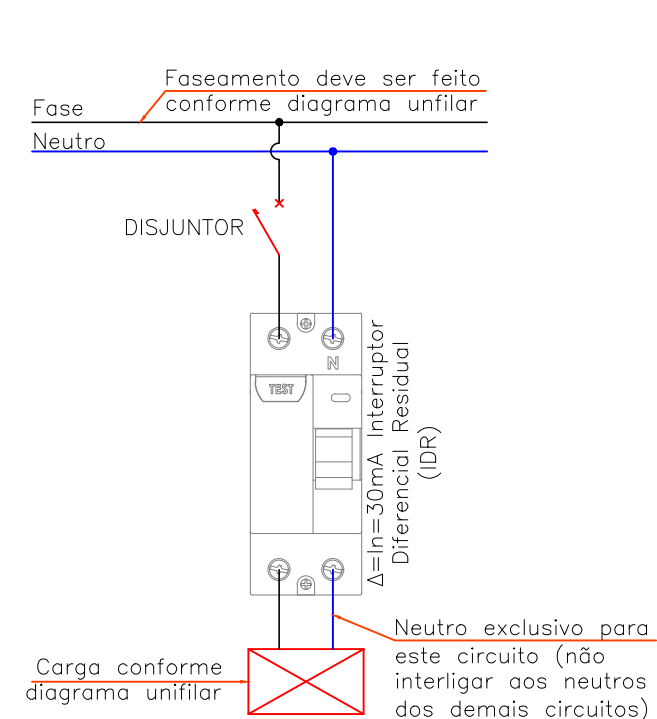 Faseamento deve ser feito
conforme diagrama unfilar
Fase
Neutro
DISJUNTOR
N
TEST
Δ=In=30mA Interruptor
Diferencial Residual
(IDR)
Neutro exclusivo para
este circuito (não
interligar aos neutros
dos demais circuitos)
Carga conforme
diagrama unifilar